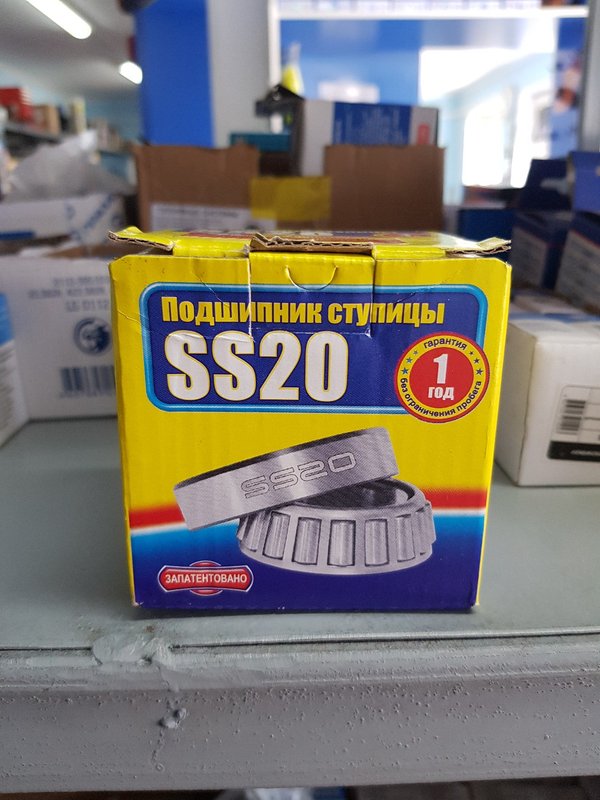 Подшипник ступицы
SS20
гарантия
1
год
без ограничения пробега
SS20
ЗАПАТЕНТОВАНО